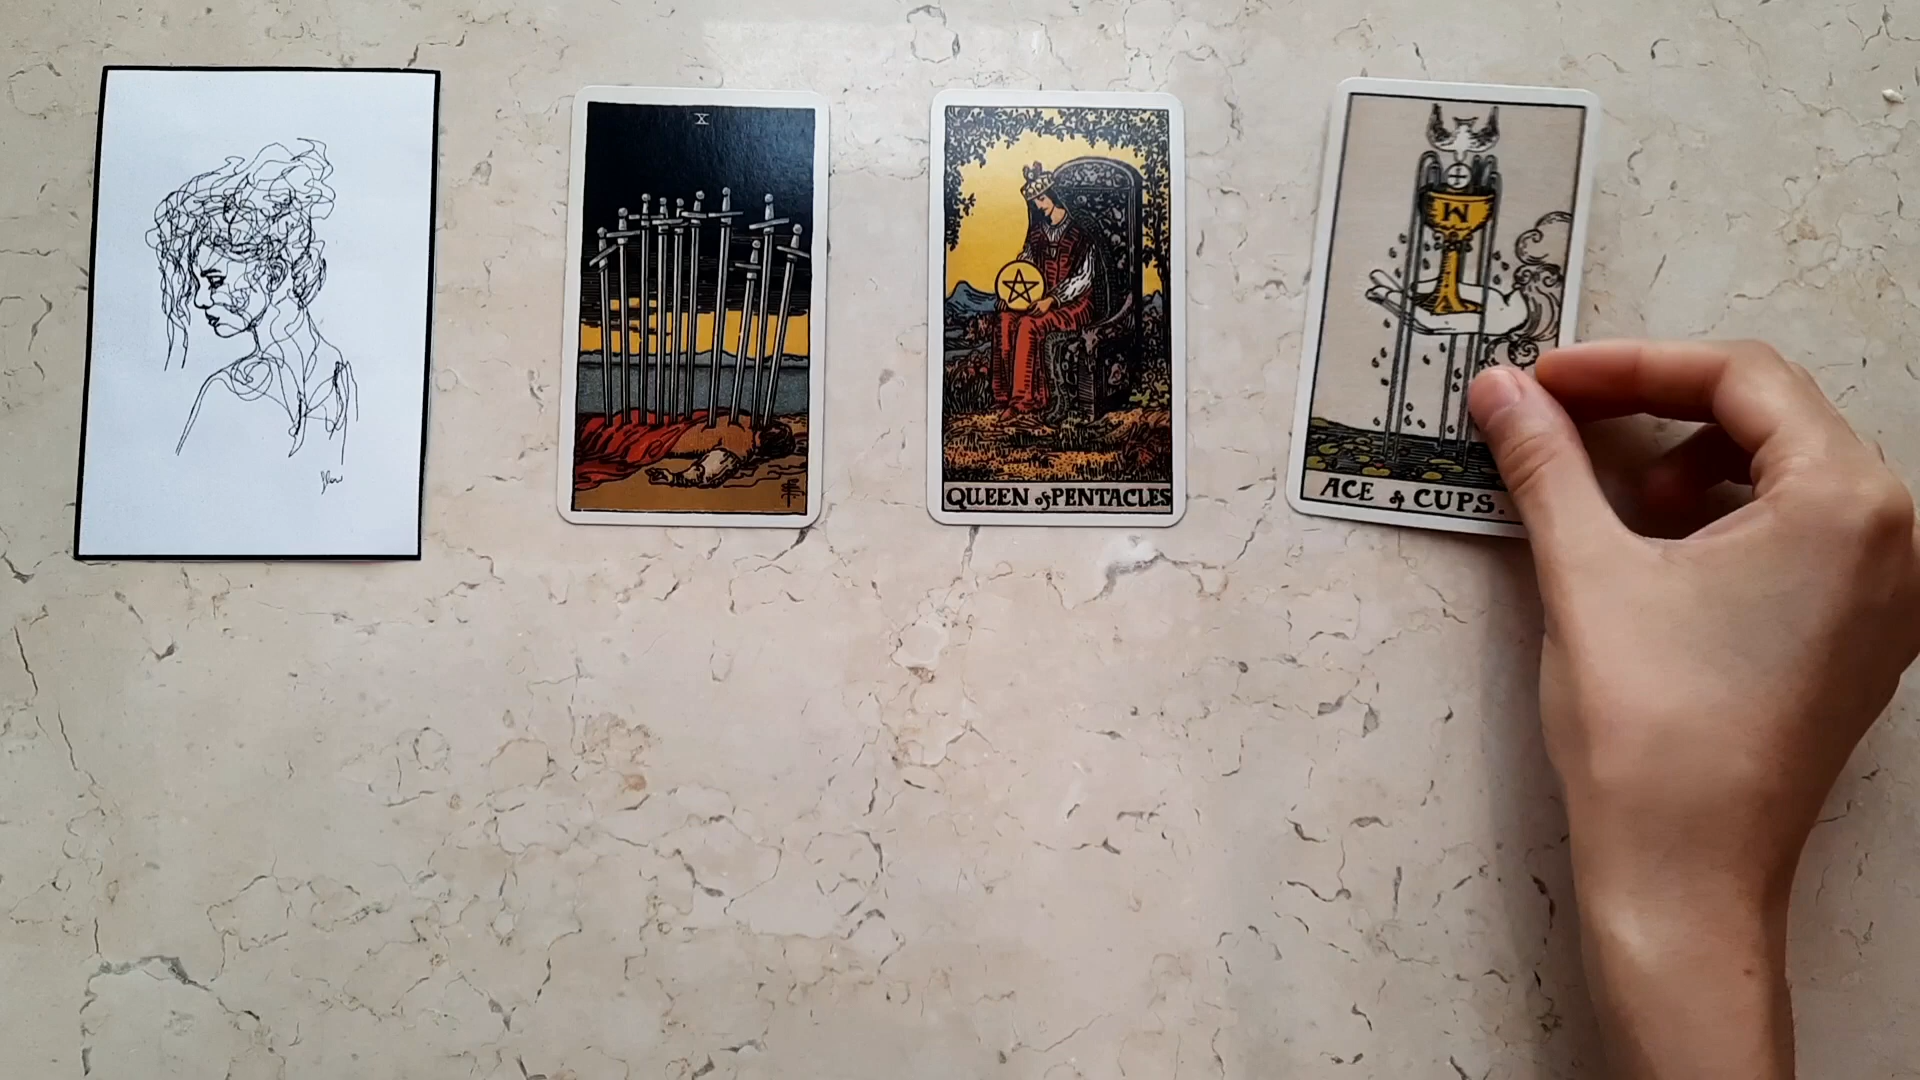 X
QUEEN of PENTACLES
W
ACE of CUPS.